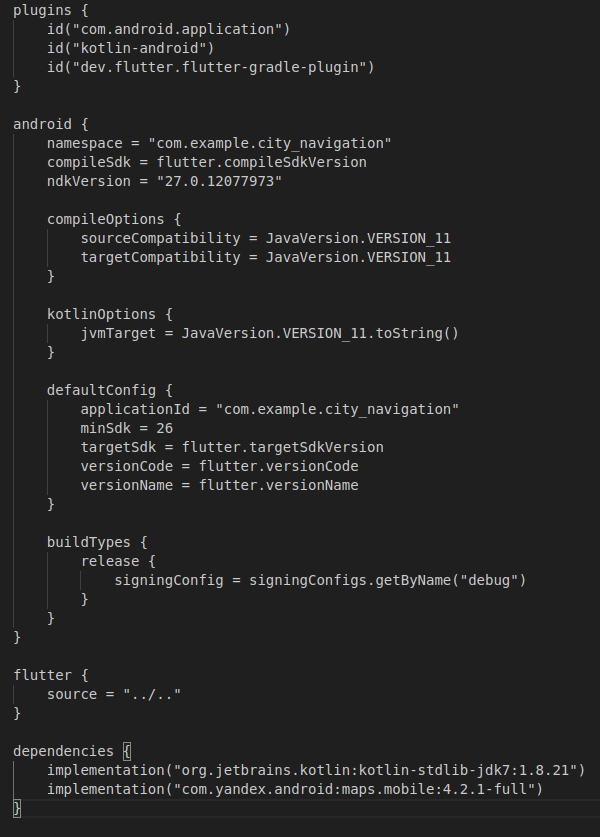 plugins {
id("com.android.application")
id("kotlin-android")
id("dev.flutter.flutter-gradle-plugin")
}
android {
namespace = "com.example.city_navigation"
compileSdk = flutter.compileSdkVersion
ndkVersion = "27.0.12077973"
compileOptions {
sourceCompatibility = JavaVersion.VERSION_11
targetCompatibility = JavaVersion.VERSION_11
}
kotlinOptions {
jvmTarget = JavaVersion.VERSION_11.toString()
}
defaultConfig {
applicationId = "com.example.city_navigation"
minSdk = 26
targetSdk = flutter.targetSdkVersion
versionCode = flutter.versionCode
versionName = flutter.versionName
}
buildTypes {
release {
signingConfig = signingConfigs.getByName("debug")
}
}
}
flutter {
source = "../.."
}
dependencies {
implementation("org.jetbrains.kotlin:kotlin-stdlib-jdk7:1.8.21")
implementation("com.yandex.android:maps.mobile:4.2.1-full")
}